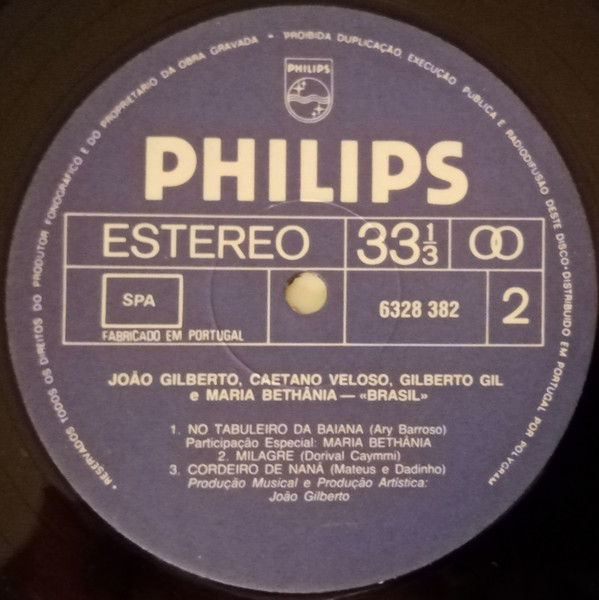 • RESERVADOS TODOS OS DIREITOS DO PRODUTOR FONOGRÁFICO E DO PROPRIETÁRIO DA OBRA GRAVADA • PROIBIDA DUPLICAÇÃO, EXECUÇÃO PÚBLICA E RADIODIFUSÃO DESTE DISCO • DISTRIBUIDO EM PORTUGAL POR POLYGRAM
PHILIPS
PHILIPS
ESTEREO 33 1/3
SPA 6328 382 2
FABRICADO EM PORTUGAL
JOÃO GILBERTO, CAETANO VELOSO, GILBERTO GIL
e MARIA BETHÂNIA — «BRASIL»
1. NO TABULEIRO DA BAIANA (Ary Barroso)
Participação Especial: MARIA BETHÂNIA
2. MILAGRE (Dorival Caymmi)
3. CORDEIRO DE NANÃ (Mateus e Dadinho)
Produção Musical e Produção Artística:
João Gilberto